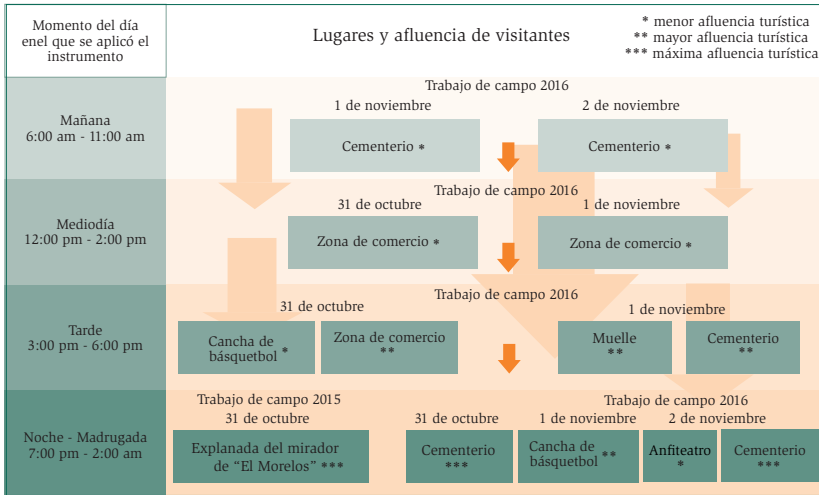 Momento del día
enel que se aplicó el
instrumento
Lugares y afluencia de visitantes
* menor afluencia turística
** mayor afluencia turística
*** máxima afluencia turística
Mañana
6:00 am - 11:00 am
Trabajo de campo 2016
1 de noviembre
2 de noviembre
Cementerio *
Cementerio *
Mediodía
12:00 pm - 2:00 pm
Trabajo de campo 2016
31 de octubre
1 de noviembre
Zona de comercio *
Zona de comercio *
Tarde
3:00 pm - 6:00 pm
Trabajo de campo 2016
31 de octubre
1 de noviembre
Cancha de
básquetbol *
Zona de comercio
**
Muelle
**
Cementerio
**
Noche - Madrugada
7:00 pm - 2:00 am
Trabajo de campo 2015
31 de octubre
Explanada del mirador
de “El Morelos” ***
Trabajo de campo 2016
31 de octubre
1 de noviembre
2 de noviembre
Cementerio
***
Cancha de
básquetbol **
Anfiteatro
*
Cementerio
***